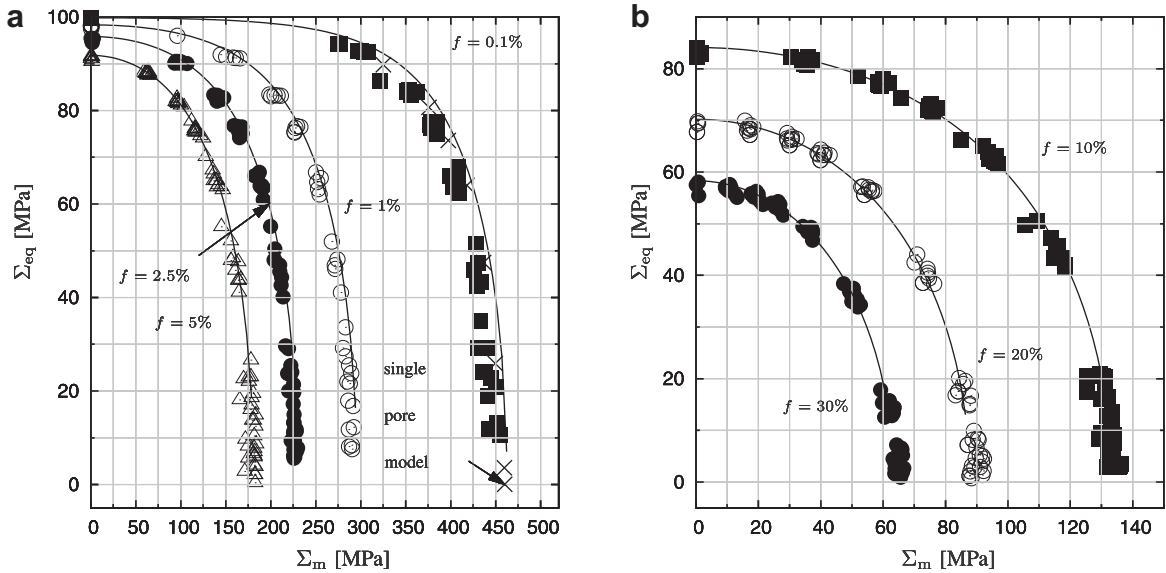 a
100
80
60
40
20
0
Σeq [MPa]
f = 0.1%
f = 1%
f = 2.5%
f = 5%
single
pore
model
0 50 100 150 200 250 300 350 400 450 500
Σm [MPa]
b
80
60
40
20
0
Σeq [MPa]
f = 10%
f = 20%
f = 30%
0 20 40 60 80 100 120 140
Σm [MPa]